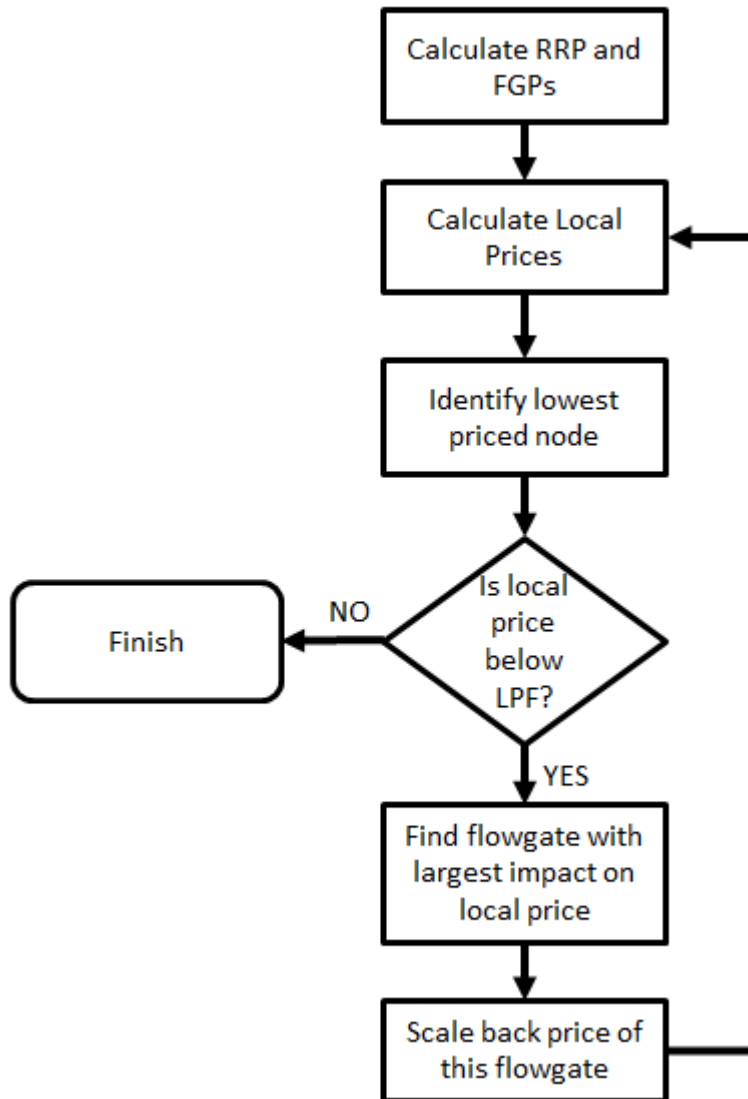 Calculate RRP and
FGPs
Calculate Local
Prices
Identify lowest
priced node
Is local
price
below
LPF?
NO
Finish
YES
Find flowgate with
largest impact on
local price
Scale back price of
this flowgate